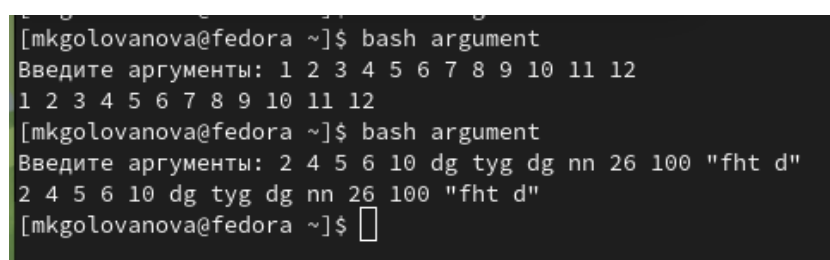 [mkgolovanova@fedora ~]$ bash argument
Введите аргументы: 1 2 3 4 5 6 7 8 9 10 11 12
1 2 3 4 5 6 7 8 9 10 11 12
[mkgolovanova@fedora ~]$ bash argument
Введите аргументы: 2 4 5 6 10 dg tyg dg nn 26 100 "fht d"
2 4 5 6 10 dg tyg dg nn 26 100 "fht d"
[mkgolovanova@fedora ~]$